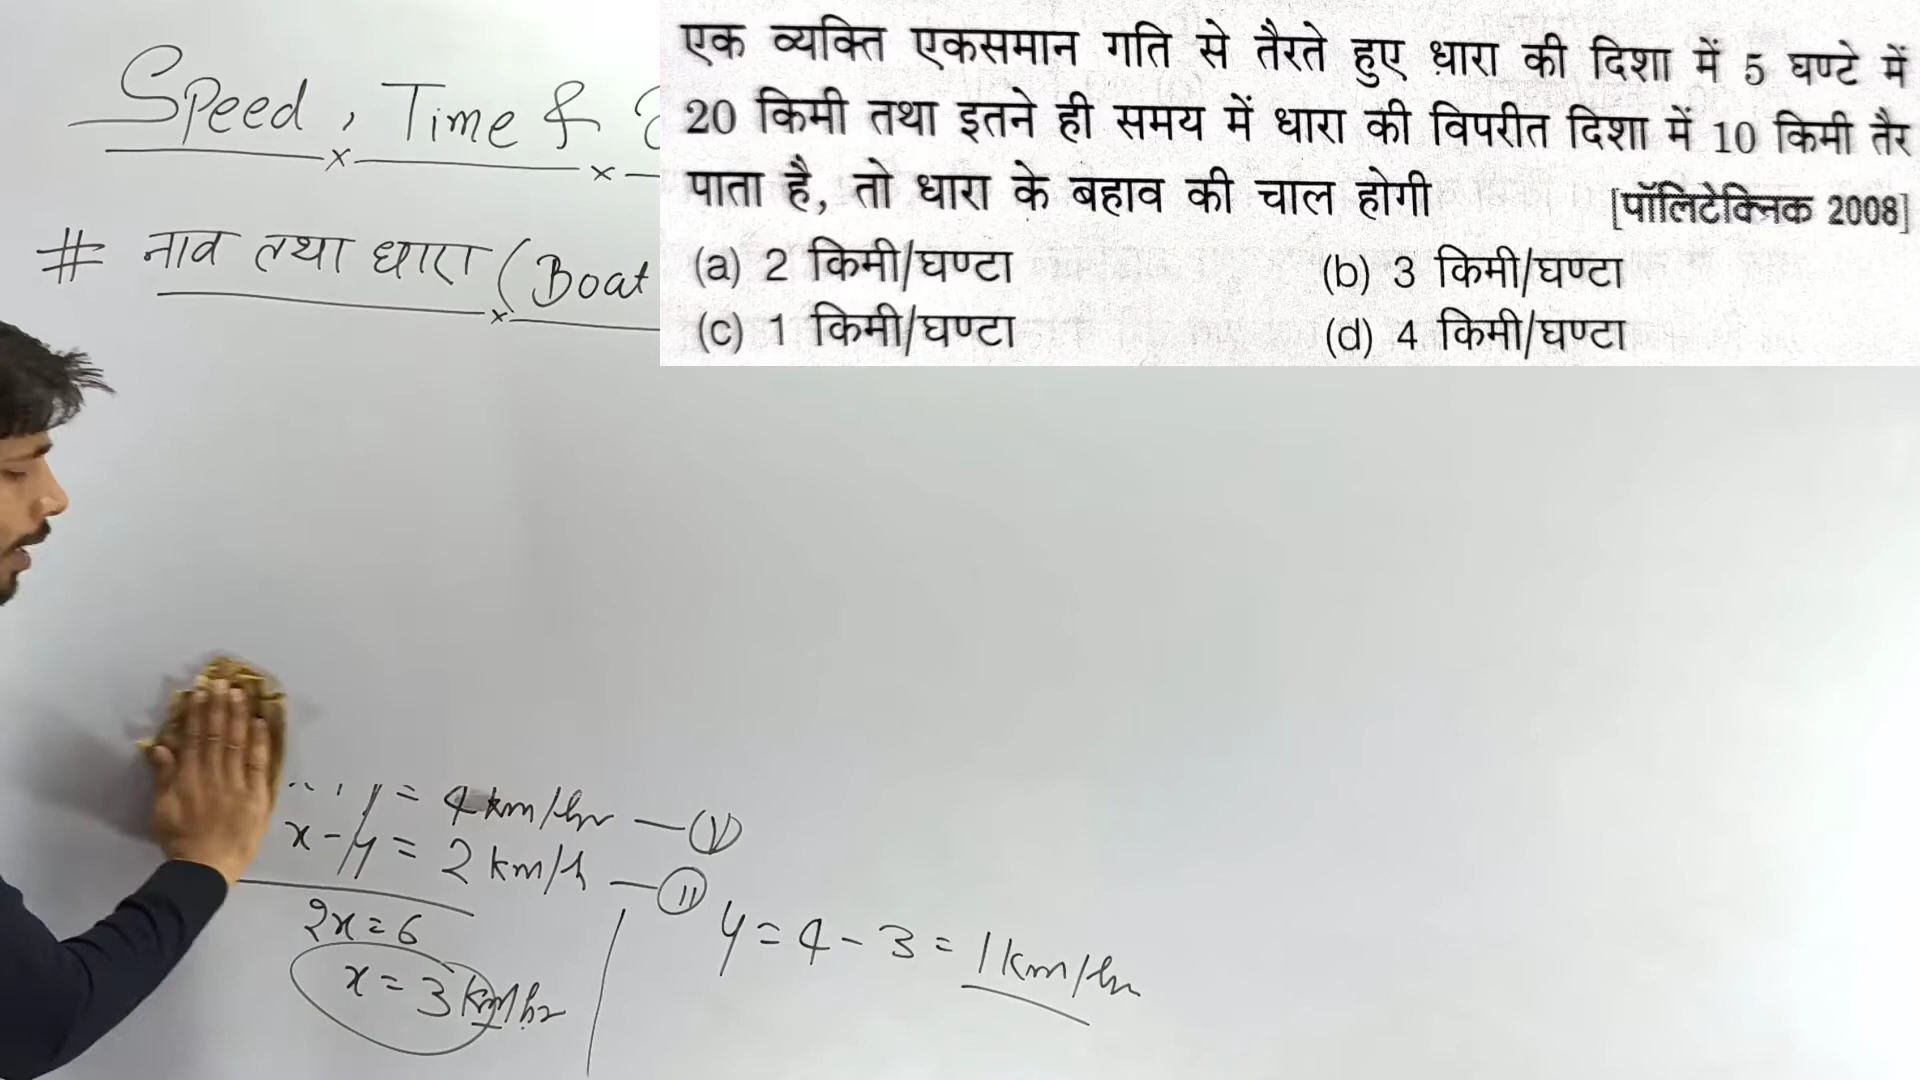 Speed, Time &
# नाव तथा धारा (Boat
एक व्यक्ति एकसमान गति से तैरते हुए धारा की दिशा में 5 घण्टे में
20 किमी तथा इतने ही समय में धारा की विपरीत दिशा में 10 किमी तैर
पाता है, तो धारा के बहाव की चाल होगी [पॉलिटेक्निक 2008]
(a) 2 किमी/घण्टा (b) 3 किमी/घण्टा
(c) 1 किमी/घण्टा (d) 4 किमी/घण्टा
y = 4 km/hr — (I)
x - y = 2 km/h — (II)
2x = 6
x = 3 km/hr
y = 4 - 3 = 1 km/hr